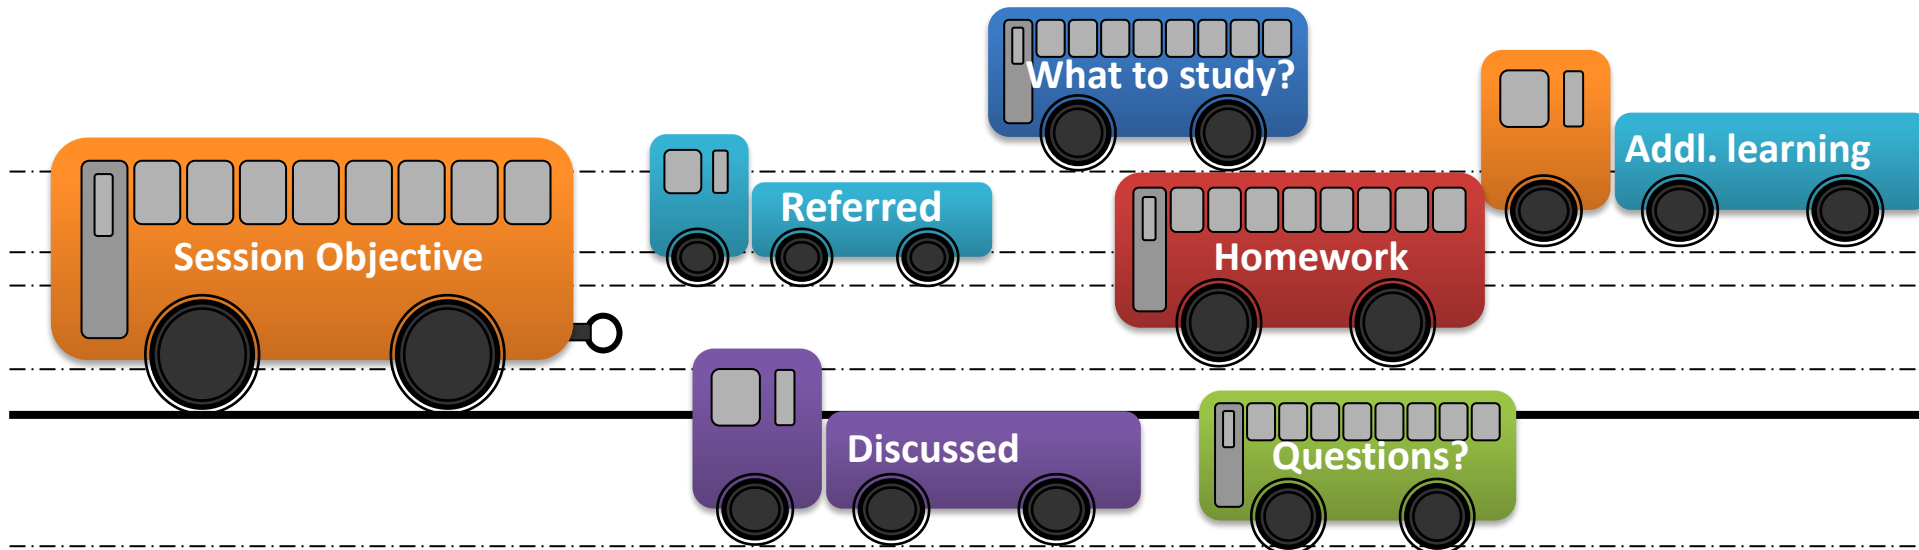 What to study?
Addl. learning
Referred
Session Objective
Homework
Discussed
Questions?